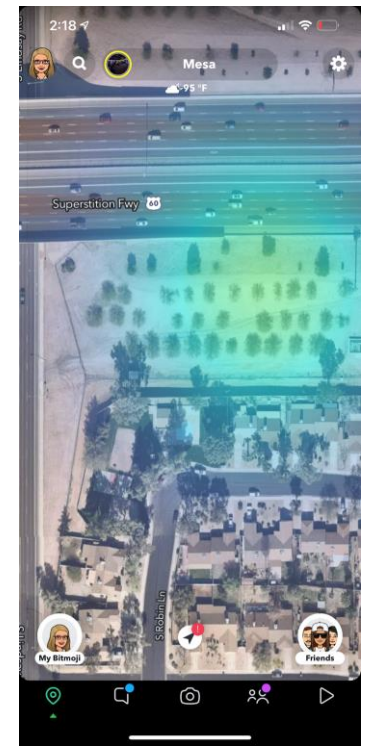 2:18
Mesa
95 °F
Superstition Fwy 60
S Robin Ln
My Bitmoji
Friends